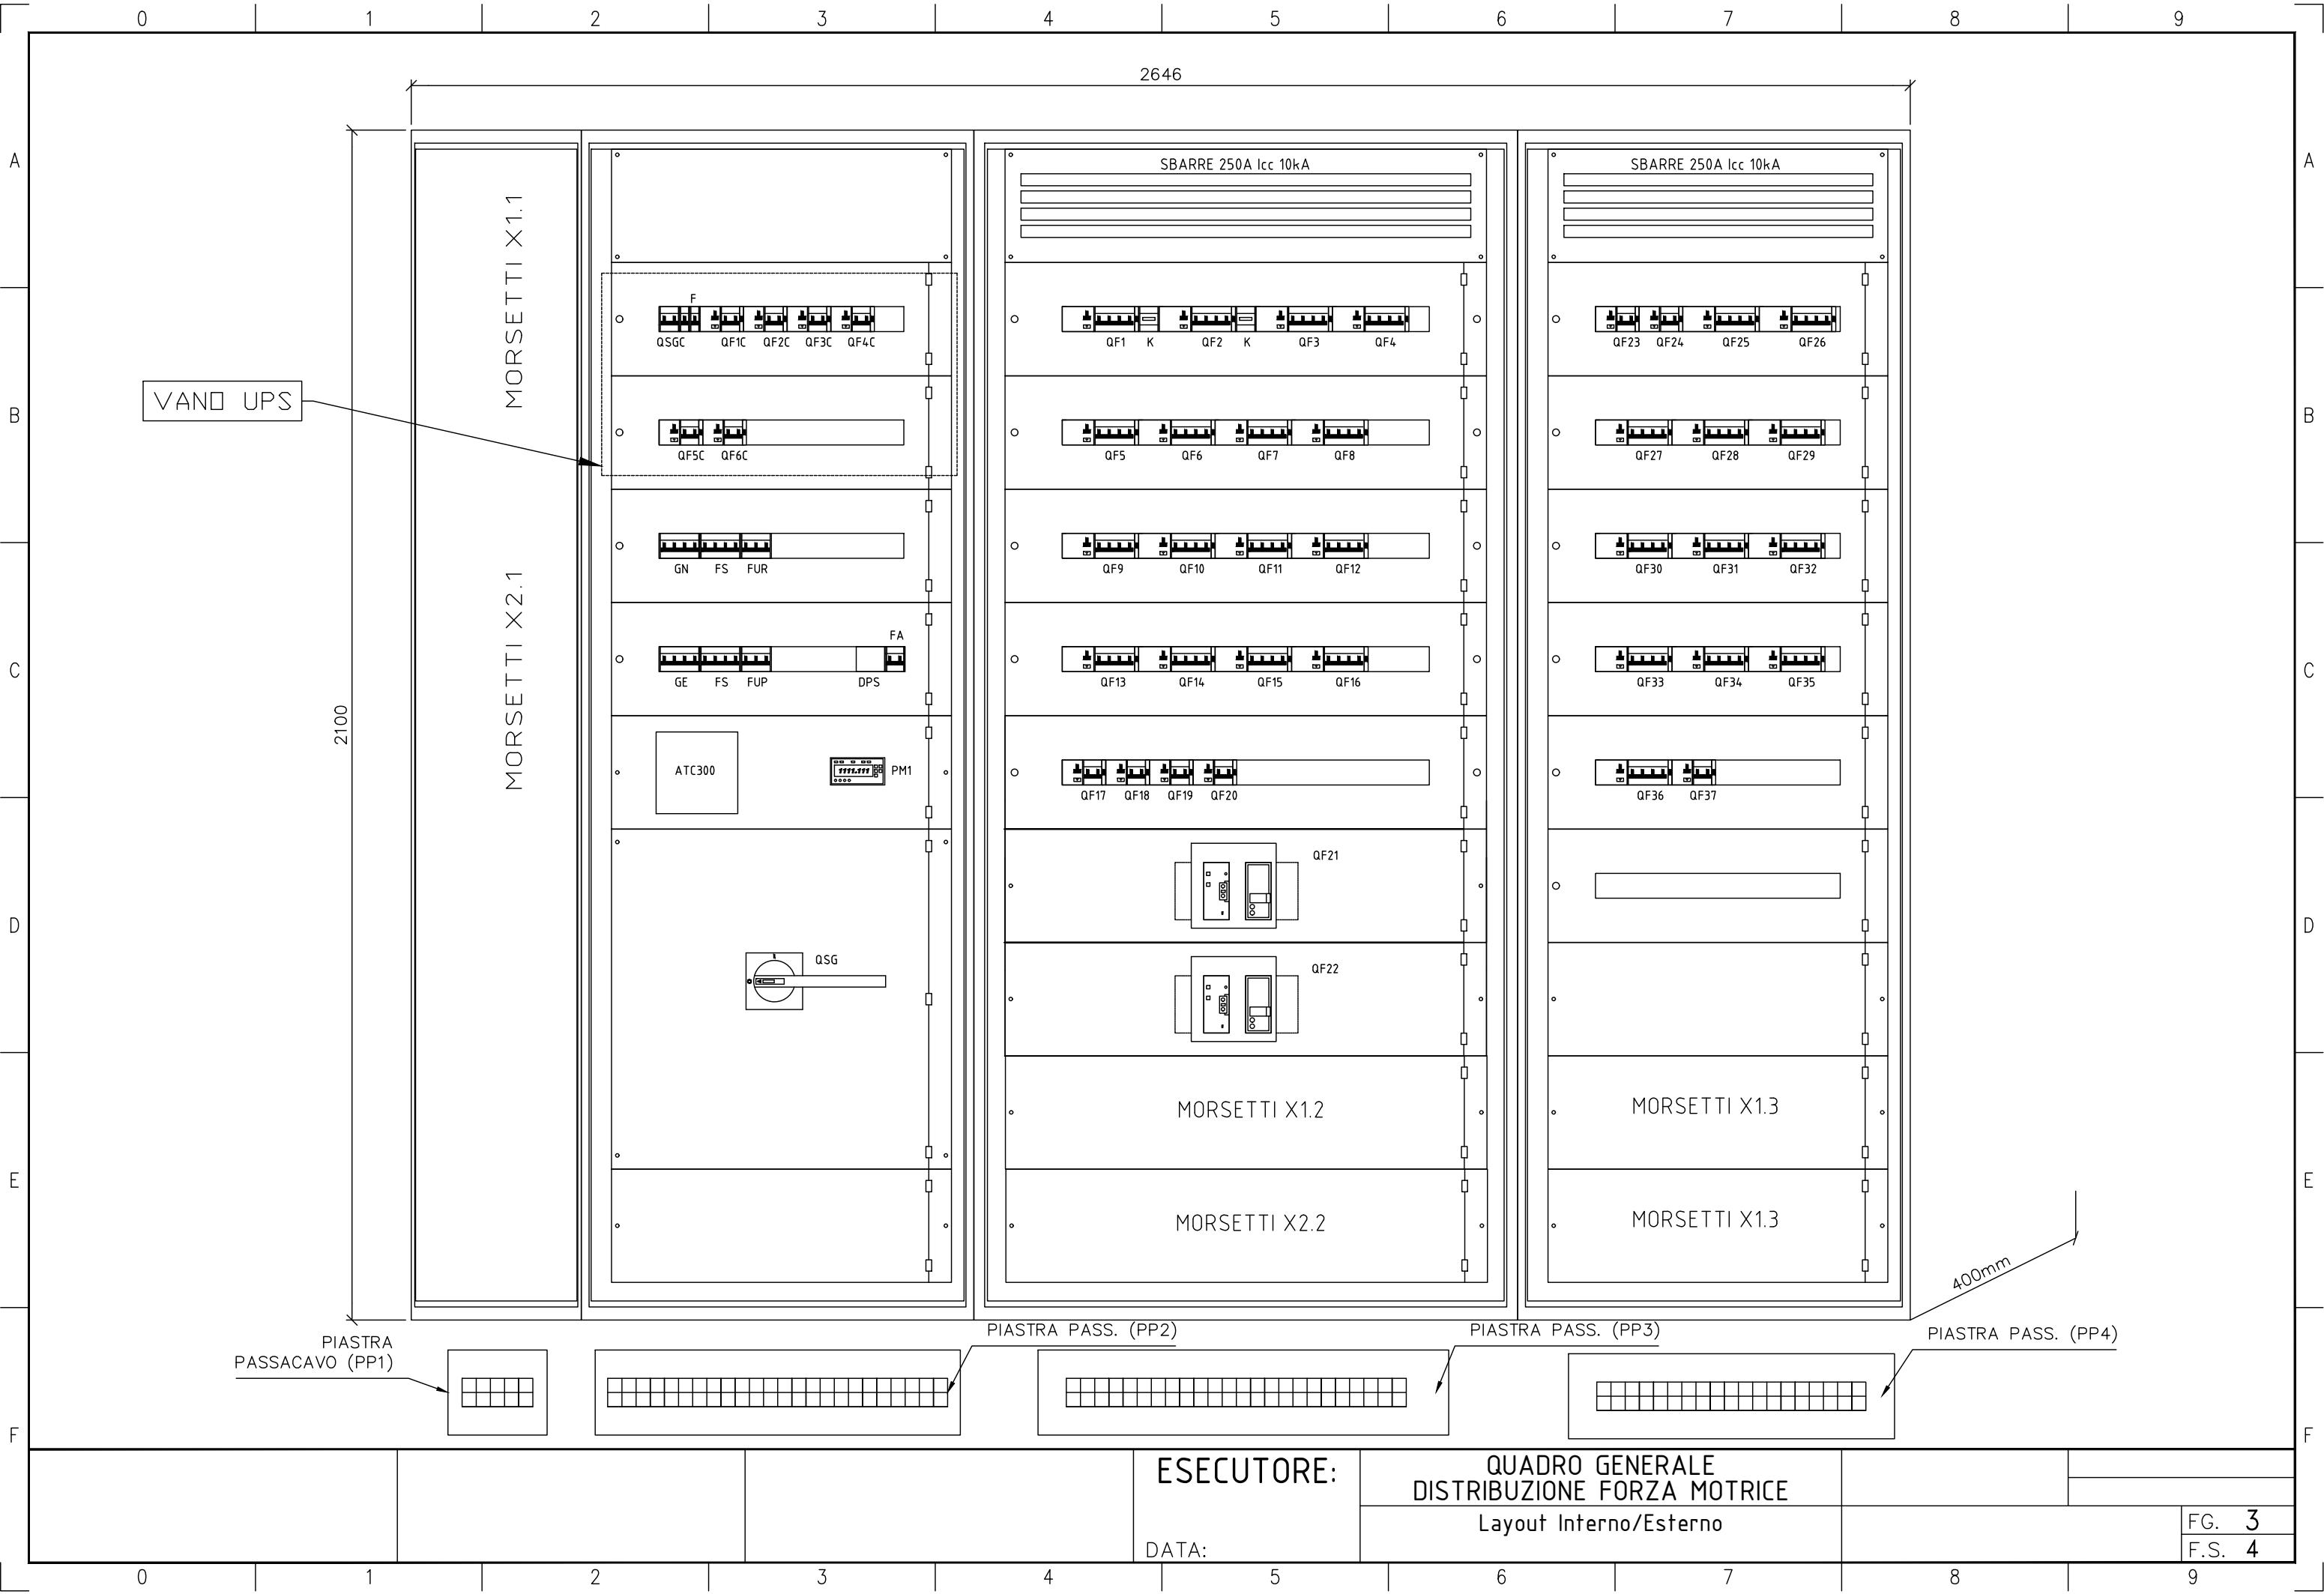 0 1 2 3 4 5 6 7 8 9
2646
A A
SBARRE 250A Icc 10kA SBARRE 250A Icc 10kA
MORSETTI X1.1
F
QSGC QF1C QF2C QF3C QF4C
QF1 K QF2 K QF3 QF4
QF23 QF24 QF25 QF26
VANO UPS
B B
QF5C QF6C
QF5 QF6 QF7 QF8
QF27 QF28 QF29
GN FS FUR
QF9 QF10 QF11 QF12
QF30 QF31 QF32
MORSETTI X2.1
FA
C C
GE FS FUP DPS
QF13 QF14 QF15 QF16
QF33 QF34 QF35
2100
ATC300
1111.111
PM1
QF17 QF18 QF19 QF20
QF36 QF37
QF21
D D
QSG
QF22
MORSETTI X1.2
MORSETTI X1.3
E E
MORSETTI X2.2
MORSETTI X1.3
400mm
PIASTRA
PASSACAVO (PP1)
PIASTRA PASS. (PP2)
PIASTRA PASS. (PP3)
PIASTRA PASS. (PP4)
F F
ESECUTORE:
DATA:
QUADRO GENERALE
DISTRIBUZIONE FORZA MOTRICE
Layout Interno/Esterno
FG. 3
F.S. 4
0 1 2 3 4 5 6 7 8 9